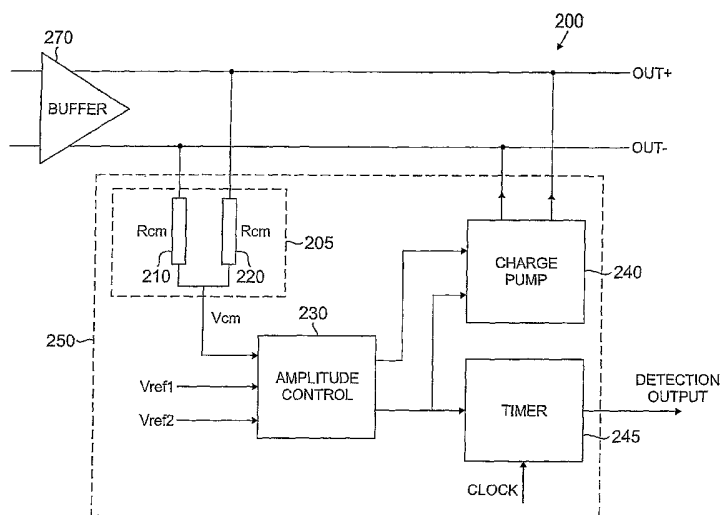 200
270
BUFFER
OUT+
OUT-
Rcm
Rcm
205
210
220
CHARGE
PUMP
240
230
Vcm
250
AMPLITUDE
CONTROL
Vref1
Vref2
TIMER
DETECTION
OUTPUT
245
CLOCK